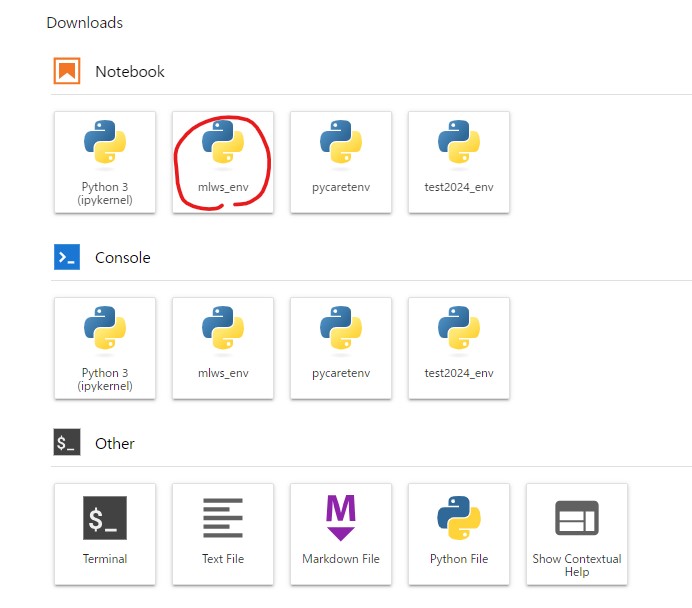 Downloads
Notebook
Python 3
(ipykernel)
mlws_env
pycaretenv
test2024_env
Console
Python 3
(ipykernel)
mlws_env
pycaretenv
test2024_env
$_
Other
$_
Terminal
Text File
M
Markdown File
Python File
Show Contextual
Help